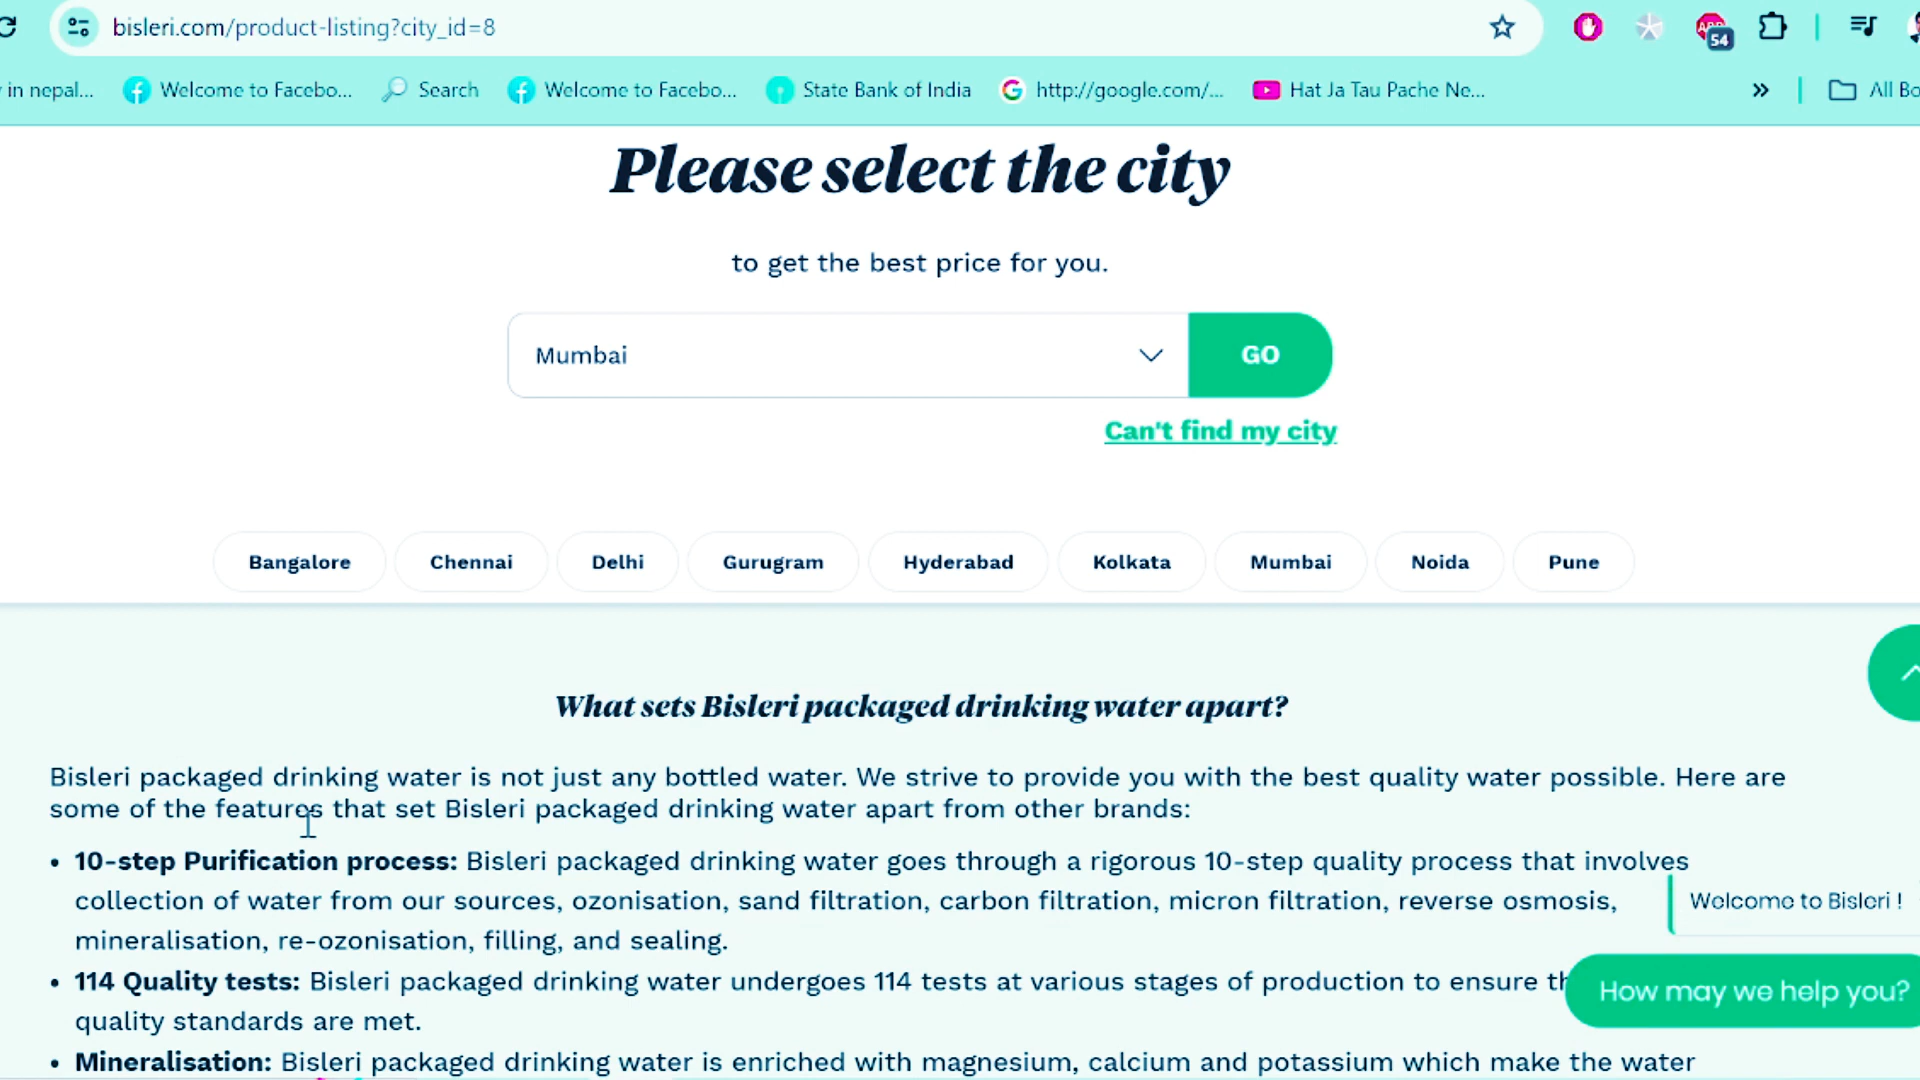 bisleri.com/product-listing?city_id=8
54
in nepal... Welcome to Facebo... Search Welcome to Facebo... State Bank of India http://google.com/... Hat Ja Tau Pache Ne... » All Bo
Please select the city
to get the best price for you.
Mumbai GO
Can't find my city
Bangalore Chennai Delhi Gurugram Hyderabad Kolkata Mumbai Noida Pune
What sets Bisleri packaged drinking water apart?
Bisleri packaged drinking water is not just any bottled water. We strive to provide you with the best quality water possible. Here are
some of the features that set Bisleri packaged drinking water apart from other brands:
• 10-step Purification process: Bisleri packaged drinking water goes through a rigorous 10-step quality process that involves
collection of water from our sources, ozonisation, sand filtration, carbon filtration, micron filtration, reverse osmosis,
mineralisation, re-ozonisation, filling, and sealing.
Welcome to Bisleri !
• 114 Quality tests: Bisleri packaged drinking water undergoes 114 tests at various stages of production to ensure th
quality standards are met.
How may we help you?
• Mineralisation: Bisleri packaged drinking water is enriched with magnesium, calcium and potassium which make the water